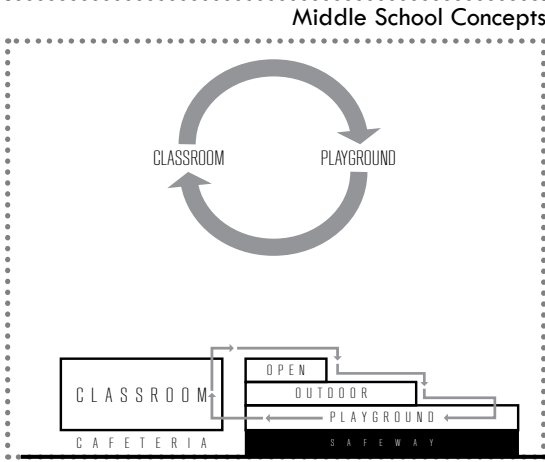 Middle School Concepts
CLASSROOM PLAYGROUND
OPEN
CLASSROOM OUTDOOR
PLAYGROUND
CAFETERIA SAFEWAY